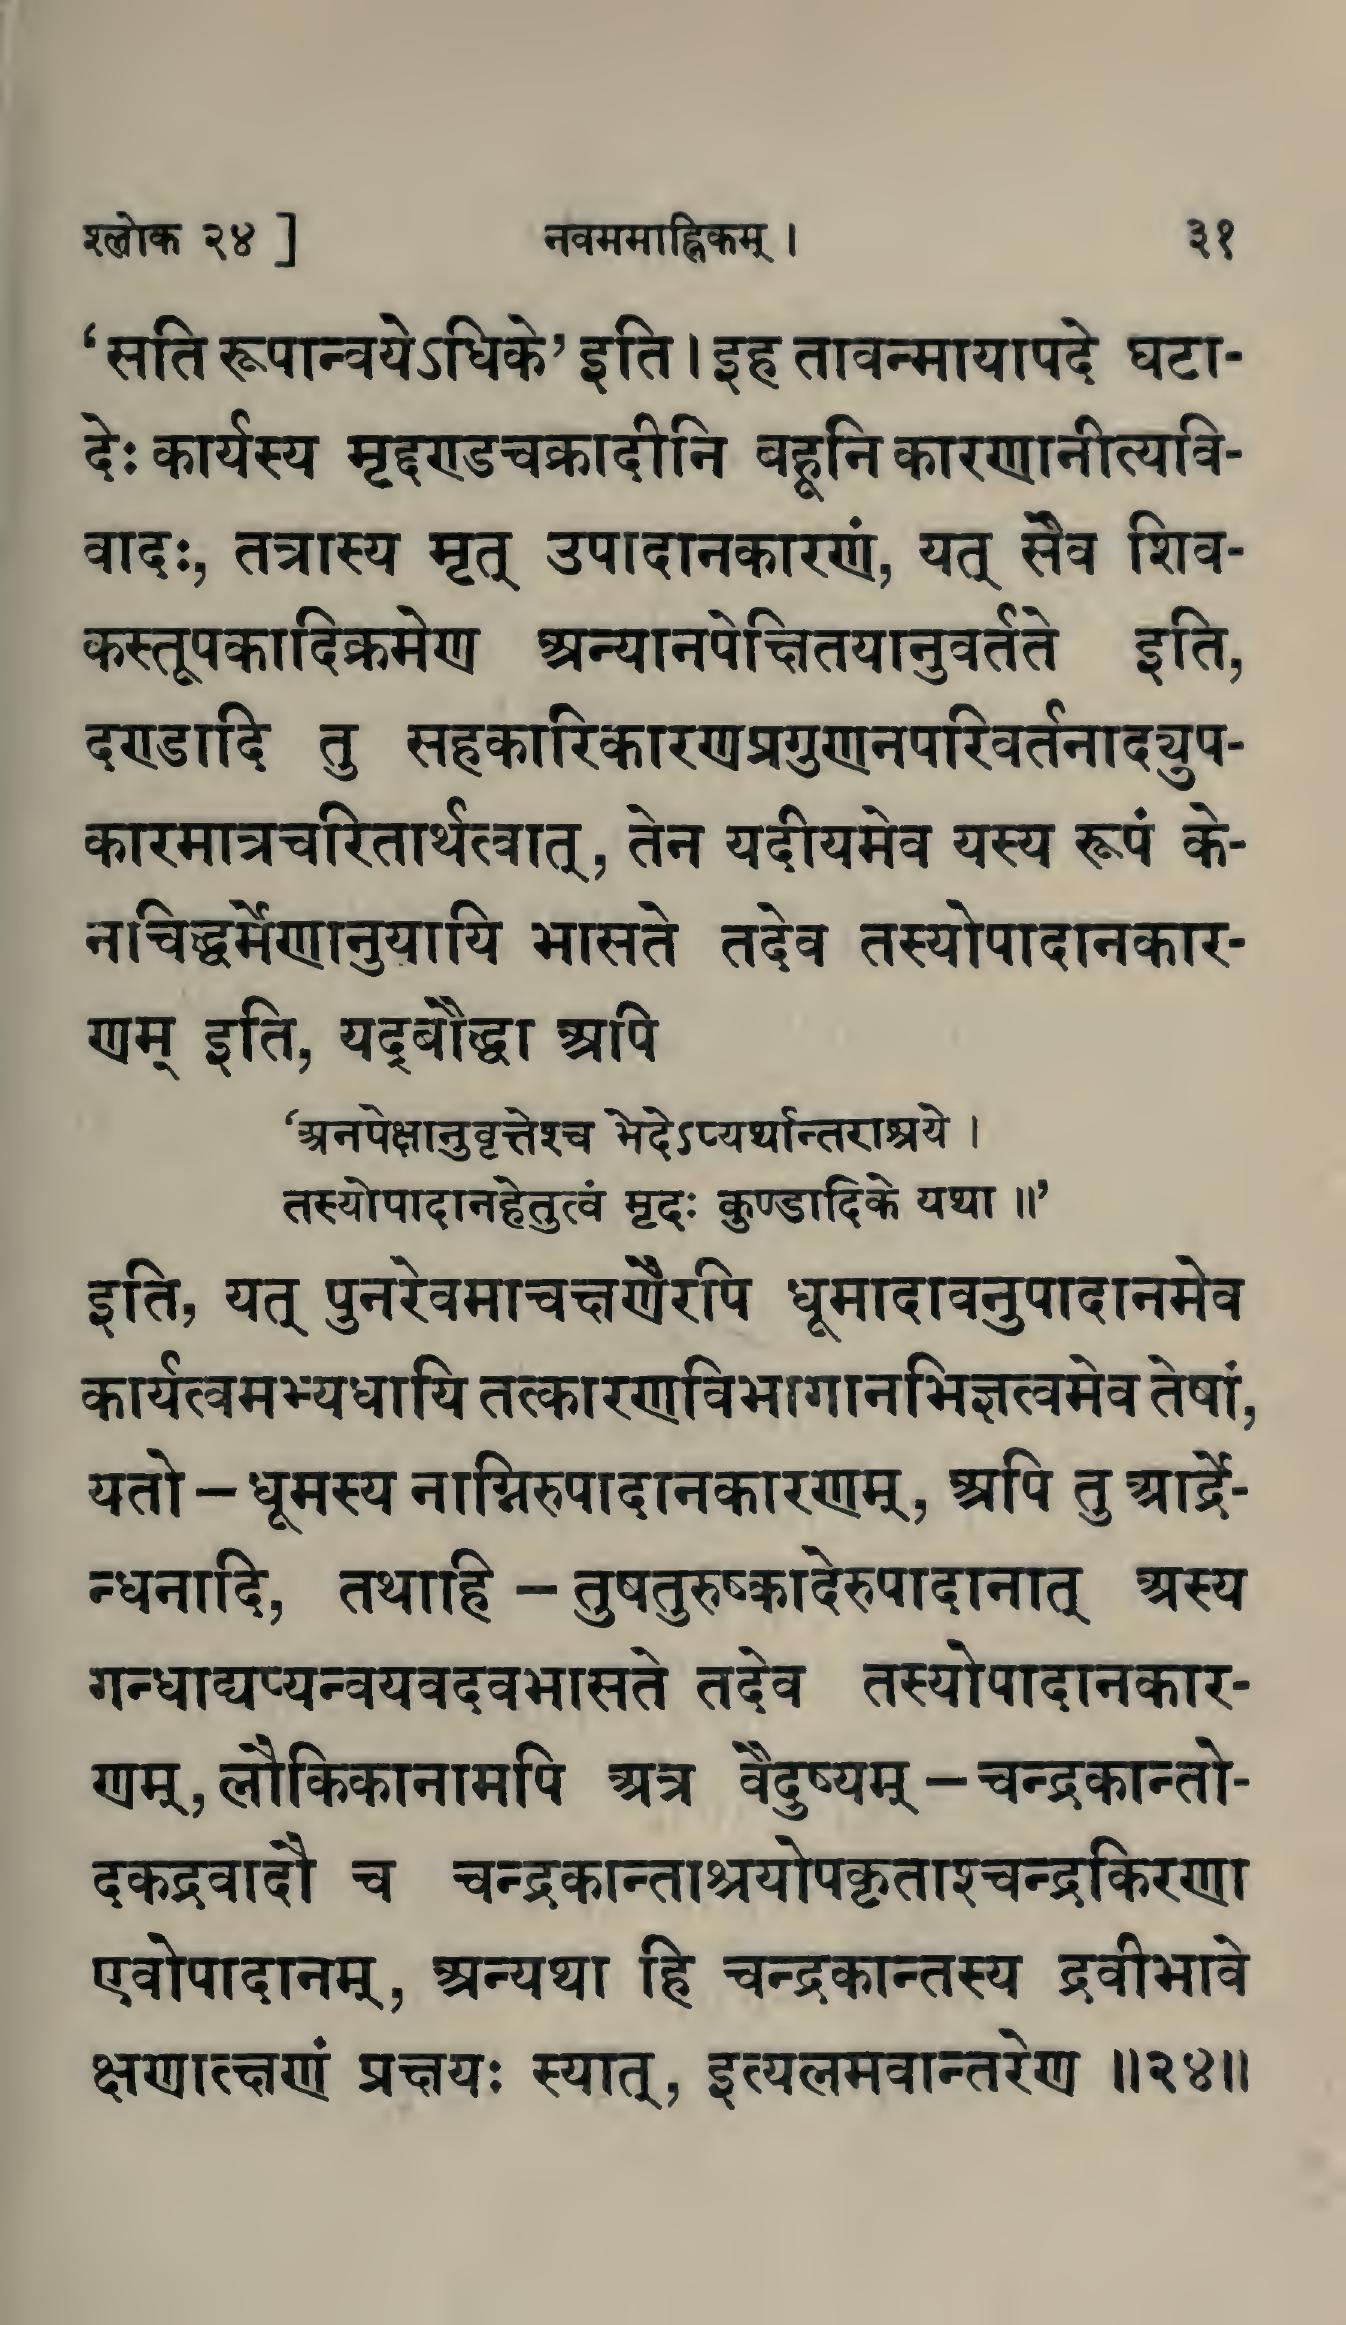 श्लोक २४ ] नवममाह्निकम् । ३१
‘सति रूपान्वयेऽधिके’ इति । इह तावन्मायापदे घटा-
देः कार्यस्य मृद्दण्डचक्रादीनि बहूनि कारणानीत्यवि-
वादः, तत्रास्य मृत् उपादानकारणं, यत् सैव शिव-
कस्तूपकादिक्रमेण अन्यानपेक्षितयानुवर्तते इति,
दण्डादि तु सहकारिकारणप्रगुणनपरिवर्तनाद्युप-
कारमात्रचरितार्थत्वात्, तेन यदीयमेव यस्य रूपं के-
नचिद्धर्मेणानुयायि भासते तदेव तस्योपादानकार-
णम् इति, यद्बौद्धा अपि
‘अनपेक्षानुवृत्तेश्च भेदेऽप्यर्थान्तराश्रये ।
तस्योपादानहेतुत्वं मृदः कुण्डादिके यथा ॥’
इति, यत् पुनरेवमाचक्षणैरपि धूमादावनुपादानमेव
कार्यत्वमभ्यधायि तत्कारणविभागानभिज्ञत्वमेव तेषां,
यतो – धूमस्य नाग्निरुपादानकारणम्, अपि तु आर्द्रे-
न्धनादि, तथाहि – तुषतुरुष्कादेरुपादानात् अस्य
गन्धाद्यप्यन्वयवदवभासते तदेव तस्योपादानकार-
णम्, लौकिकानामपि अत्र वैदुष्यम् – चन्द्रकान्तो-
दकद्रवादौ च चन्द्रकान्ताश्रयोपकृताश्चन्द्रकिरणा
एवोपादानम्, अन्यथा हि चन्द्रकान्तस्य द्रवीभावे
क्षणात्क्षणं प्रक्षयः स्यात्, इत्यलमवान्तरेण ॥२४॥